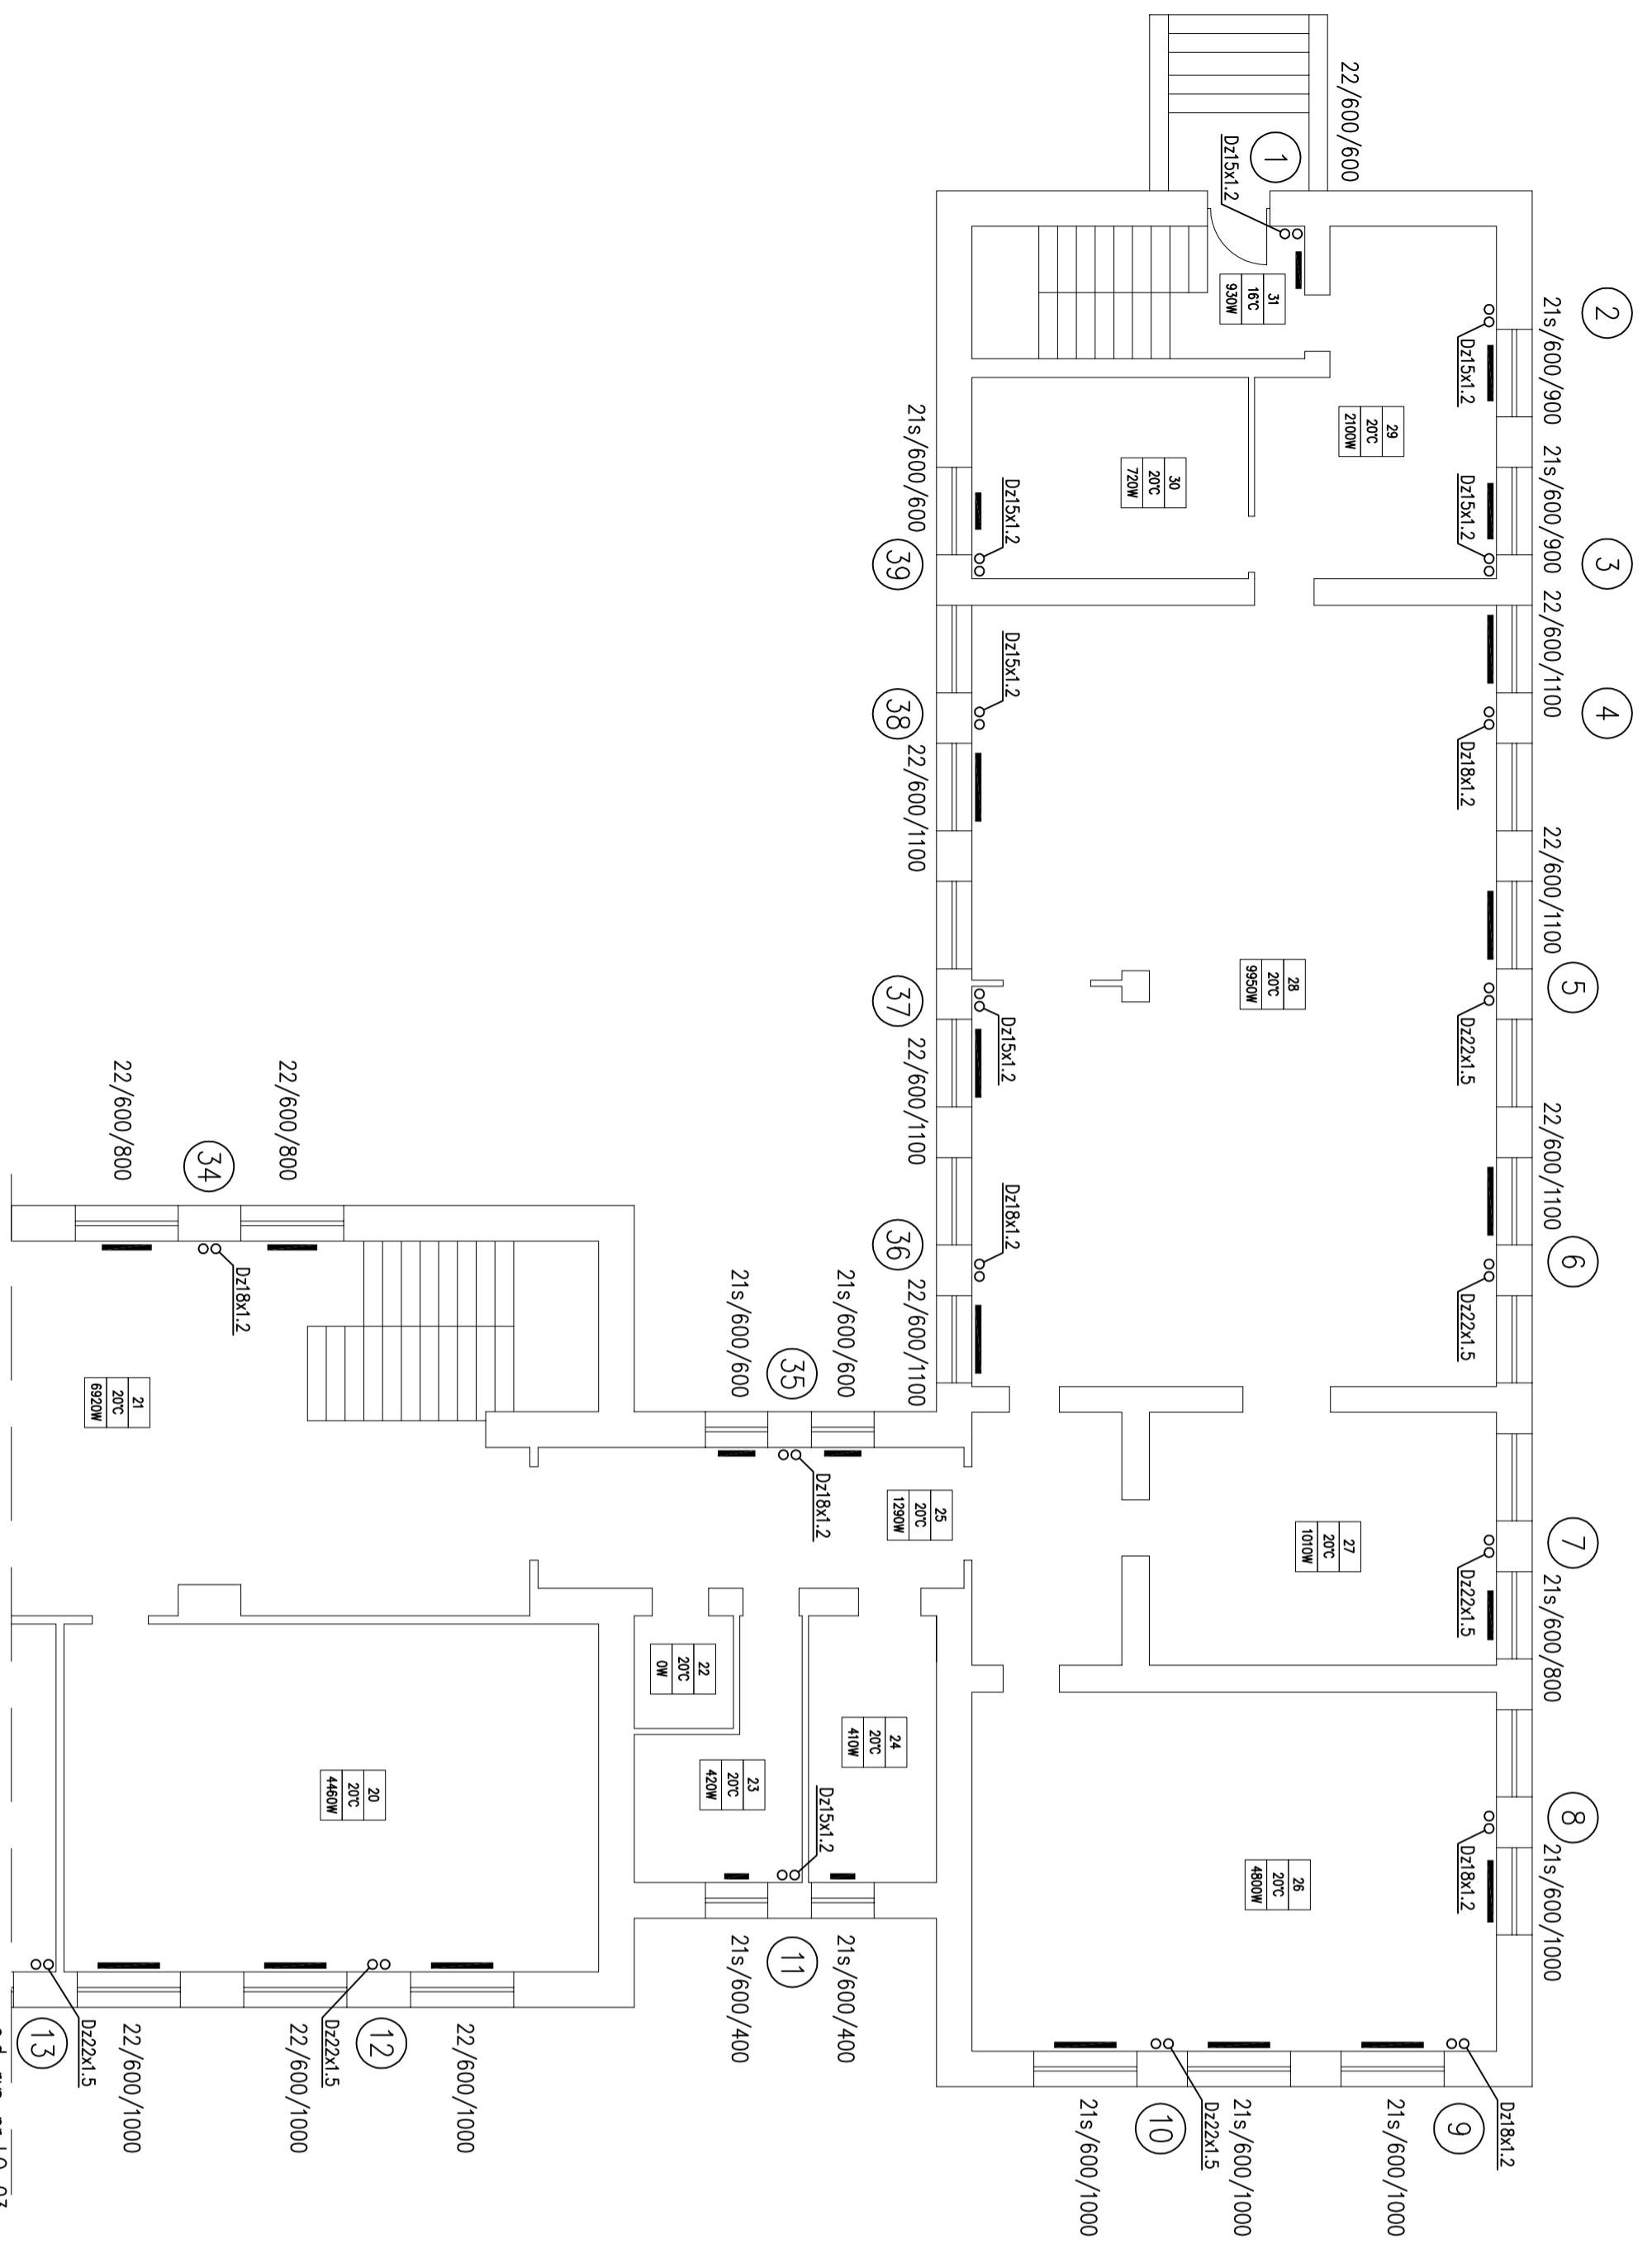 22/600/600
1
Dz15x1.2
31
16°C
930W
2
21s/600/900
Dz15x1.2
29
20°C
2100W
21s/600/900
Dz15x1.2
3
30
20°C
720W
21s/600/600
Dz15x1.2
39
22/600/1100
4
Dz18x1.2
Dz15x1.2
38
22/600/1100
22/600/1100
5
Dz22x1.5
28
20°C
9950W
37
Dz15x1.2
22/600/1100
22/600/1100
6
Dz22x1.5
Dz18x1.2
36
22/600/1100
7
Dz22x1.5
21s/600/800
27
20°C
1010W
8
Dz18x1.2
21s/600/1000
26
20°C
4800W
9
Dz18x1.2
21s/600/1000
21s/600/1000
Dz22x1.5
10
21s/600/1000
21s/600/600
35
21s/600/600
Dz18x1.2
25
20°C
1290W
24
20°C
410W
22
20°C
0W
23
20°C
420W
Dz15x1.2
21s/600/400
11
21s/600/400
22/600/800
34
22/600/800
Dz18x1.2
21
20°C
6920W
20
20°C
4460W
22/600/1000
12
Dz22x1.5
22/600/1000
22/600/1000
Dz22x1.5
13